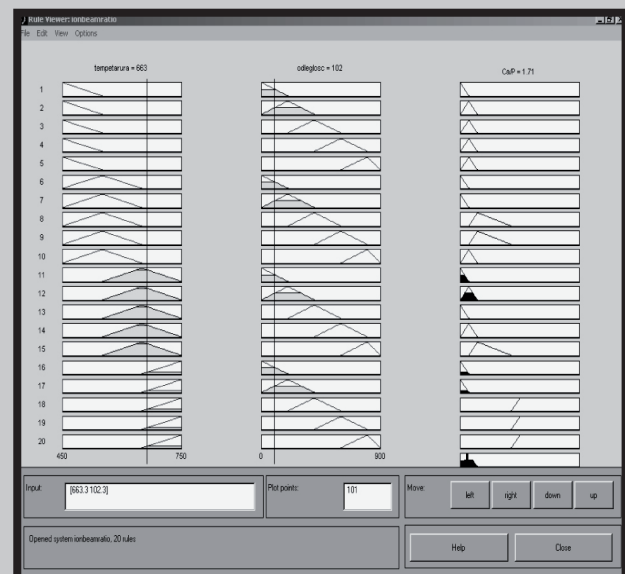 Rule Viewer: ionbeamratio
File Edit View Options
tempetarura = 663
odleglosc = 102
Ca/P = 1.71
1
2
3
4
5
6
7
8
9
10
11
12
13
14
15
16
17
18
19
20
450 750
0 900
Input: [663.3 102.3]
Plot points: 101
Move: left right down up
Opened system ionbeamratio, 20 rules
Help Close